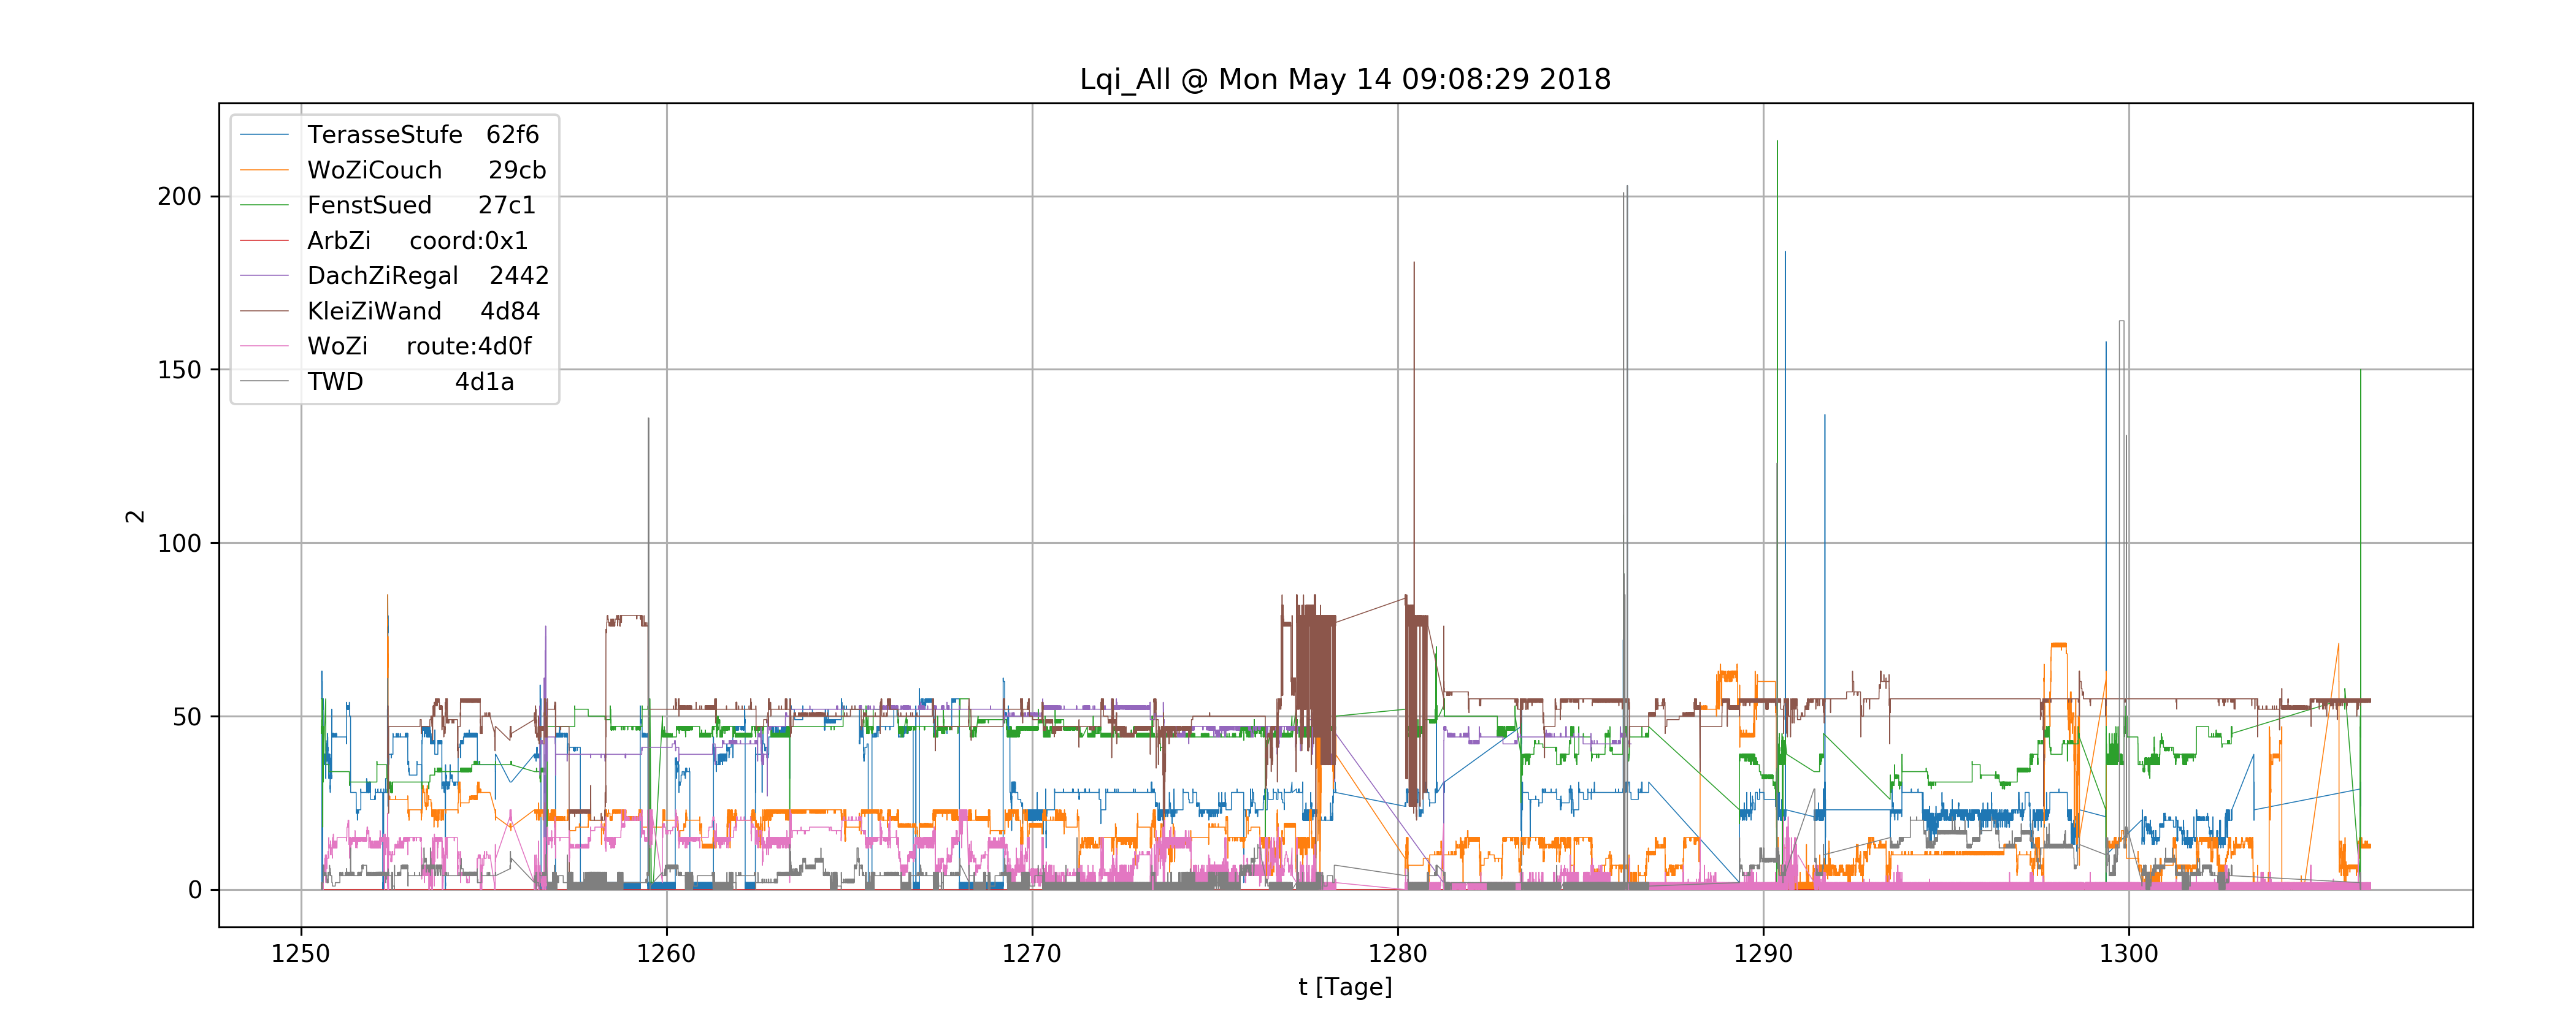 Lqi_All @ Mon May 14 09:08:29 2018
TerasseStufe 62f6
WoZiCouch 29cb
FenstSued 27c1
ArbZi coord:0x1
DachZiRegal 2442
KleiZiWand 4d84
WoZi route:4d0f
TWD 4d1a
200
150
100
50
0
2
1250 1260 1270 1280 1290 1300
t [Tage]